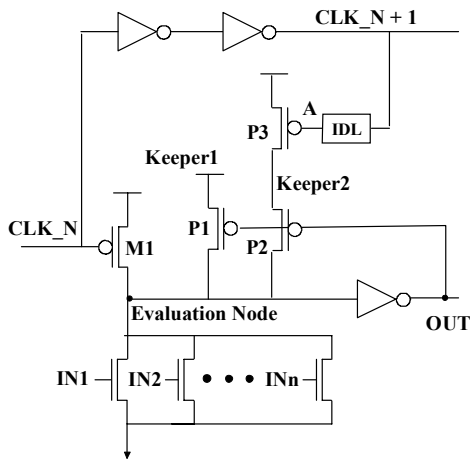 CLK_N + 1
A
IDL
P3
Keeper1
Keeper2
CLK_N
M1
P1
P2
Evaluation Node
OUT
IN1
IN2
INn